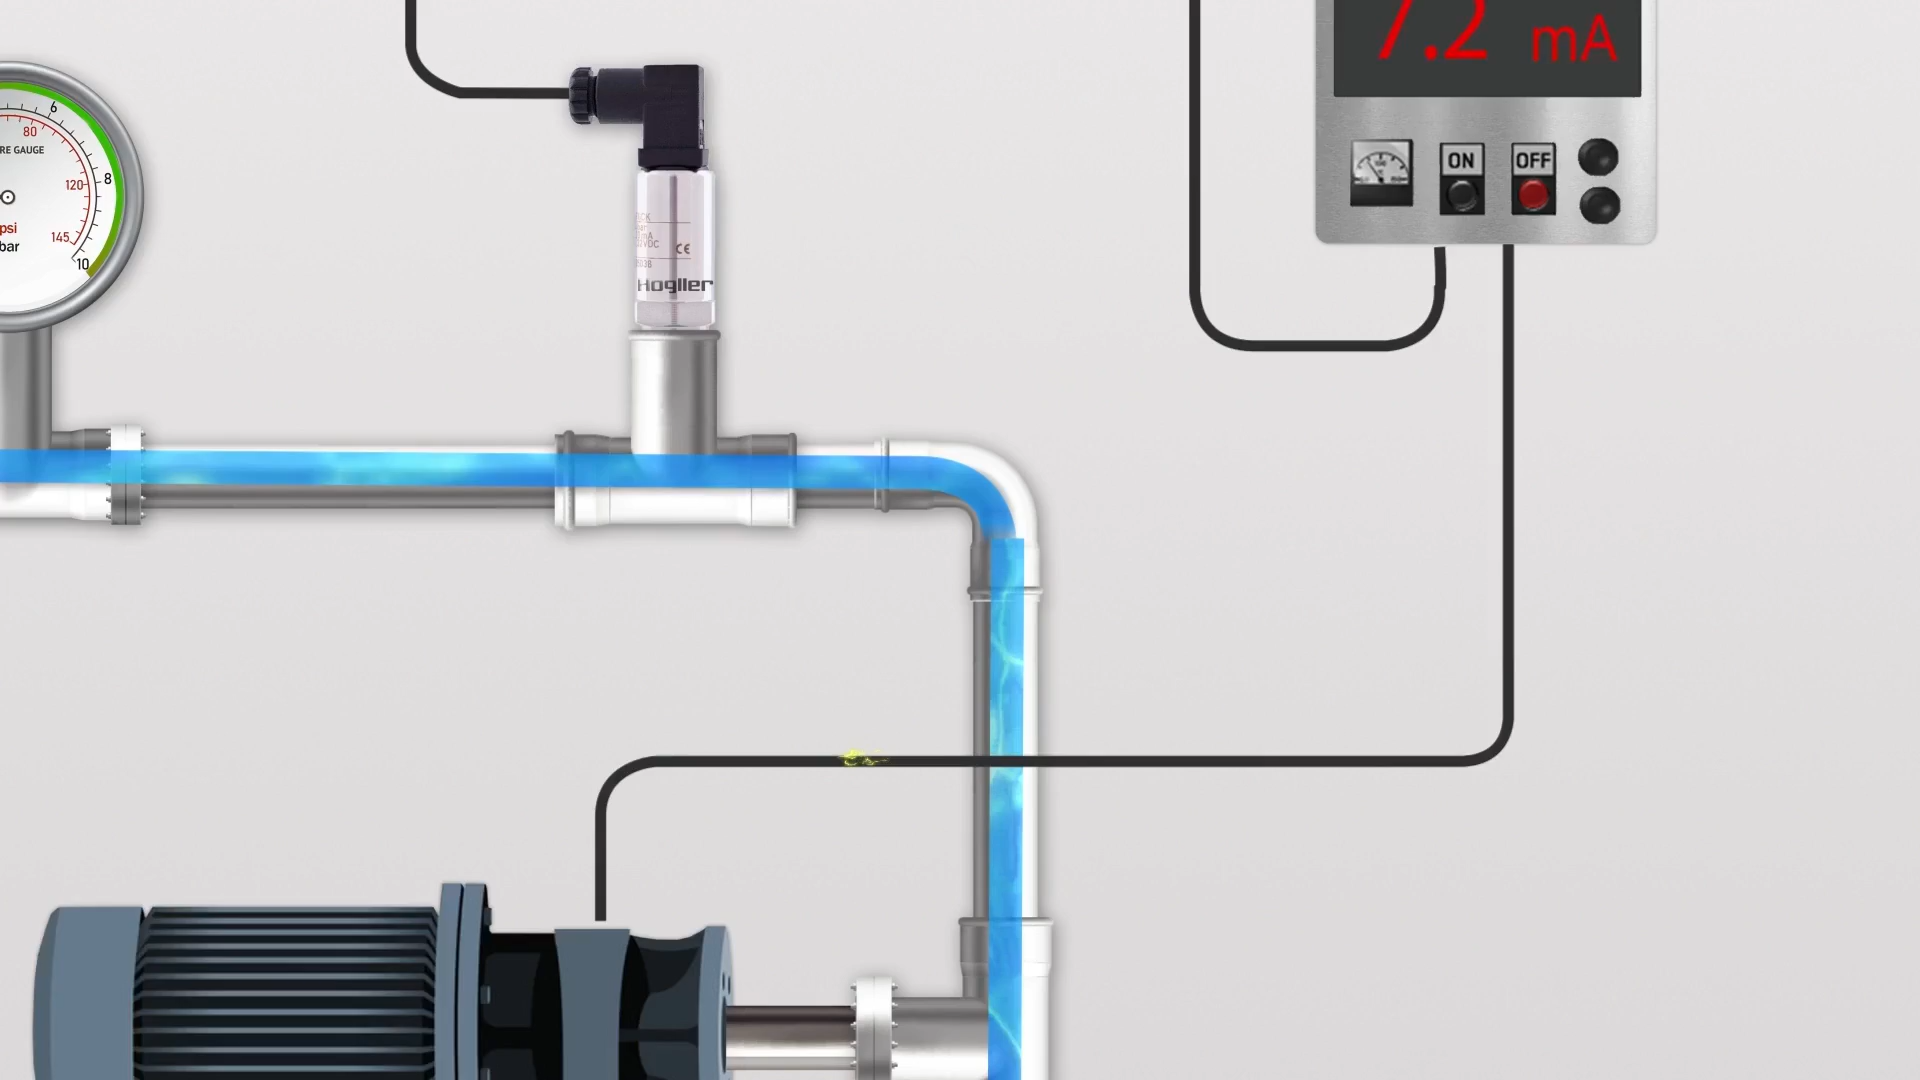 7.2 mA
6
80
RE GAUGE
8
120
psi
145
bar
10
ON
OFF
CE
Hogller